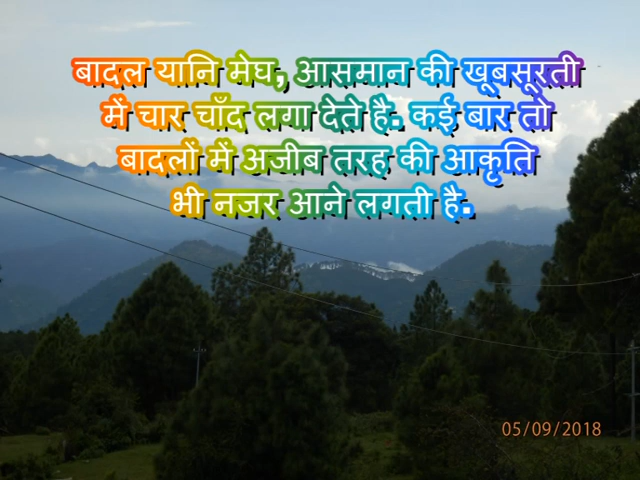 बादल यानि मेघ, आसमान की खूबसूरती
में चार चाँद लगा देते है. कई बार तो
बादलों में अजीब तरह की आकृति
भी नजर आने लगती है.
05/09/2018